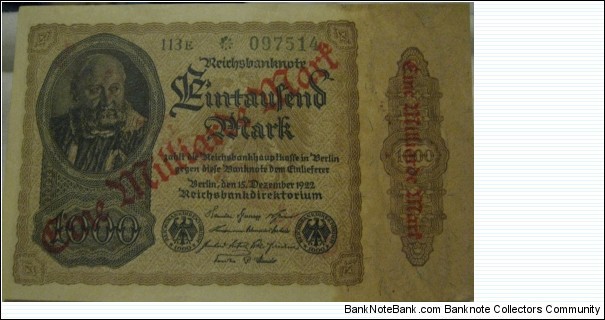 113E * 097514
Reichsbanknote
Eintausend
Mark
zahlt die Reichsbankhauptkasse in Berlin
gegen diese Banknote dem Einlieferer
Berlin, den 15. Dezember 1922
Reichsbankdirektorium
1000
Eine Milliarde Mark
1000
Eine Milliarde Mark
BankNoteBank.com ~ Banknote Collectors Community